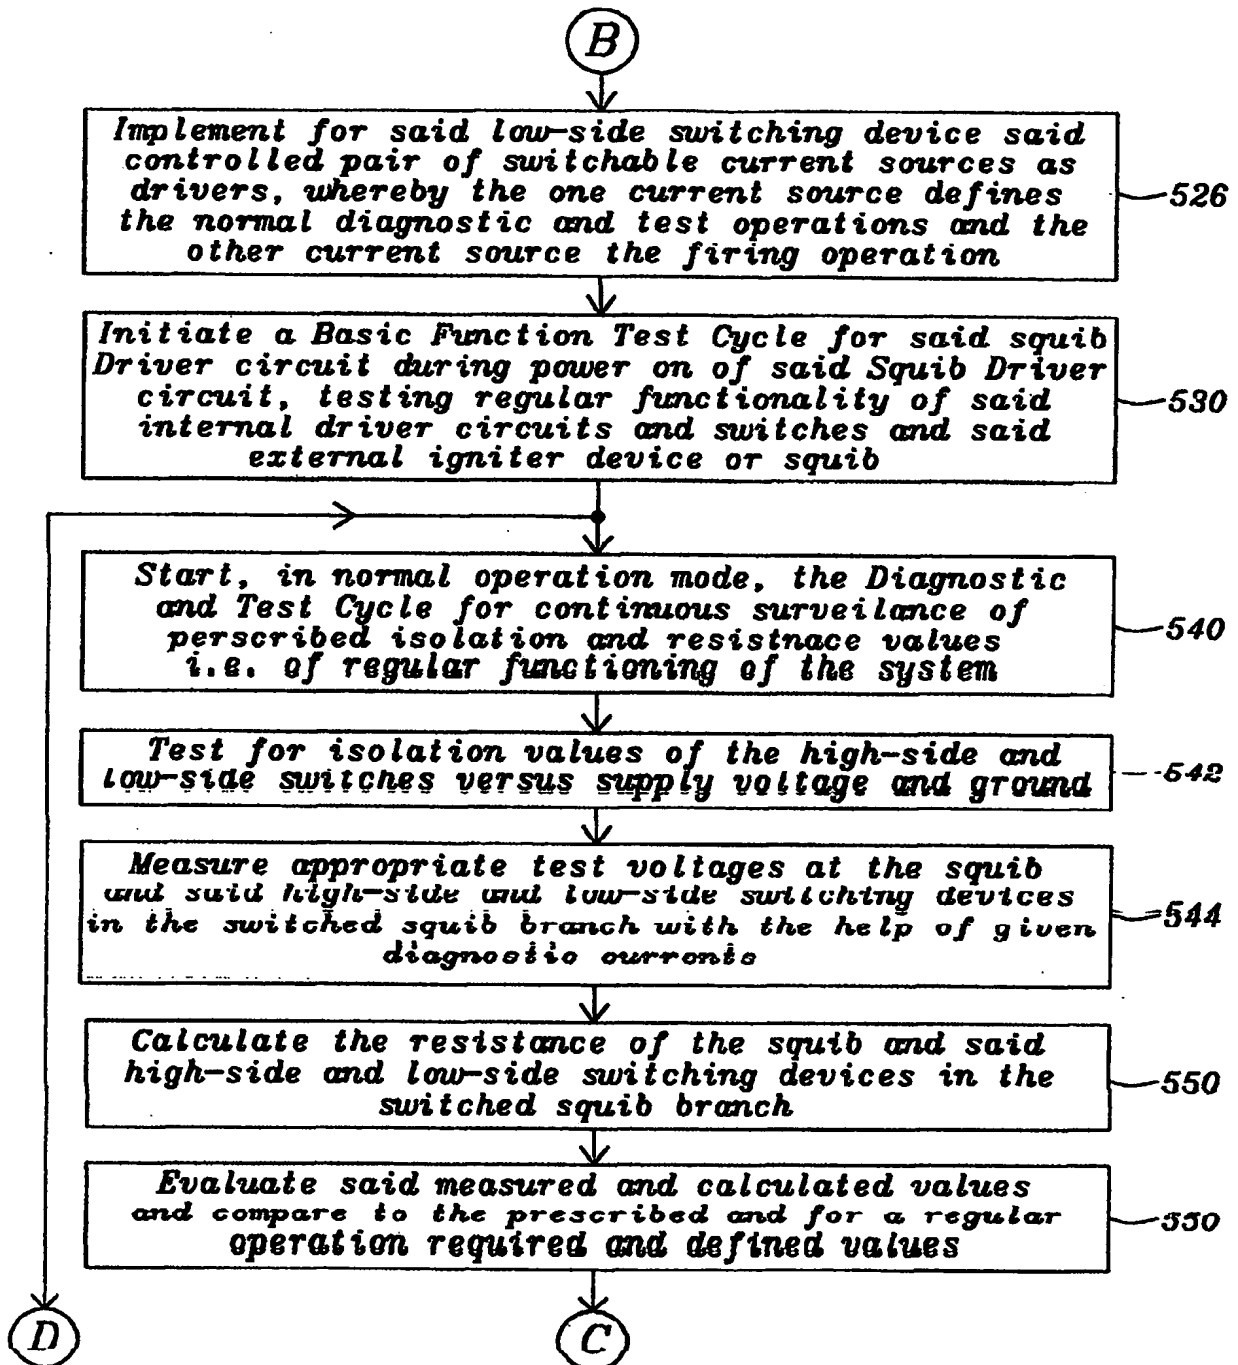 B
Implement for said low-side switching device said
controlled pair of switchable current sources as
drivers, whereby the one current source defines
the normal diagnostic and test operations and the
other current source the firing operation
526
Initiate a Basic Function Test Cycle for said squib
Driver circuit during power on of said Squib Driver
circuit, testing regular functionality of said
internal driver circuits and switches and said
external igniter device or squib
530
Start, in normal operation mode, the Diagnostic
and Test Cycle for continuous surveilance of
perscribed isolation and resistnace values
i.e. of regular functioning of the system
540
Test for isolation values of the high-side and
low-side switches versus supply voltage and ground
542
Measure appropriate test voltages at the squib
and said high-side and low-side switching devices
in the switched squib branch with the help of given
diagnostic currents
544
Calculate the resistance of the squib and said
high-side and low-side switching devices in the
switched squib branch
550
Evaluate said measured and calculated values
and compare to the prescribed and for a regular
operation required and defined values
D
C